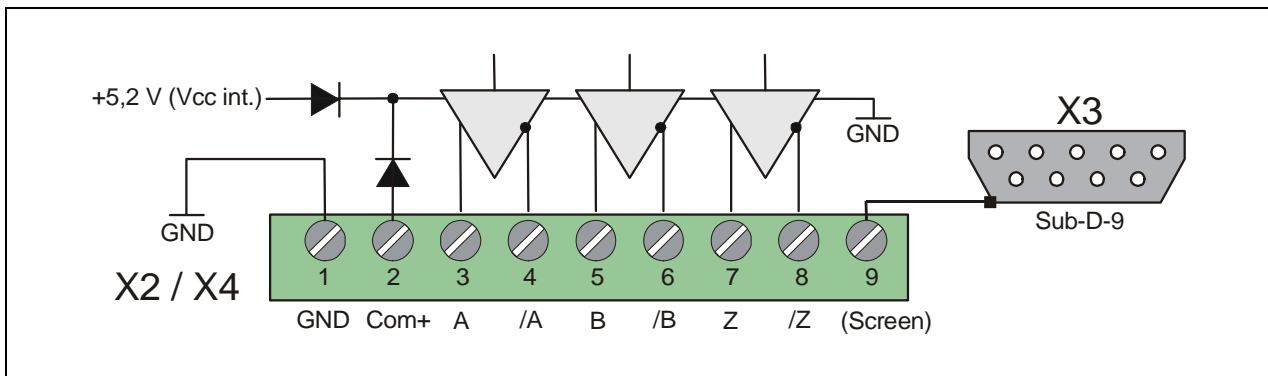 +5,2 V (Vcc int.)
GND
X3
GND
Sub-D-9
X2 / X4
1 2 3 4 5 6 7 8 9
GND Com+ A /A B /B Z /Z (Screen)